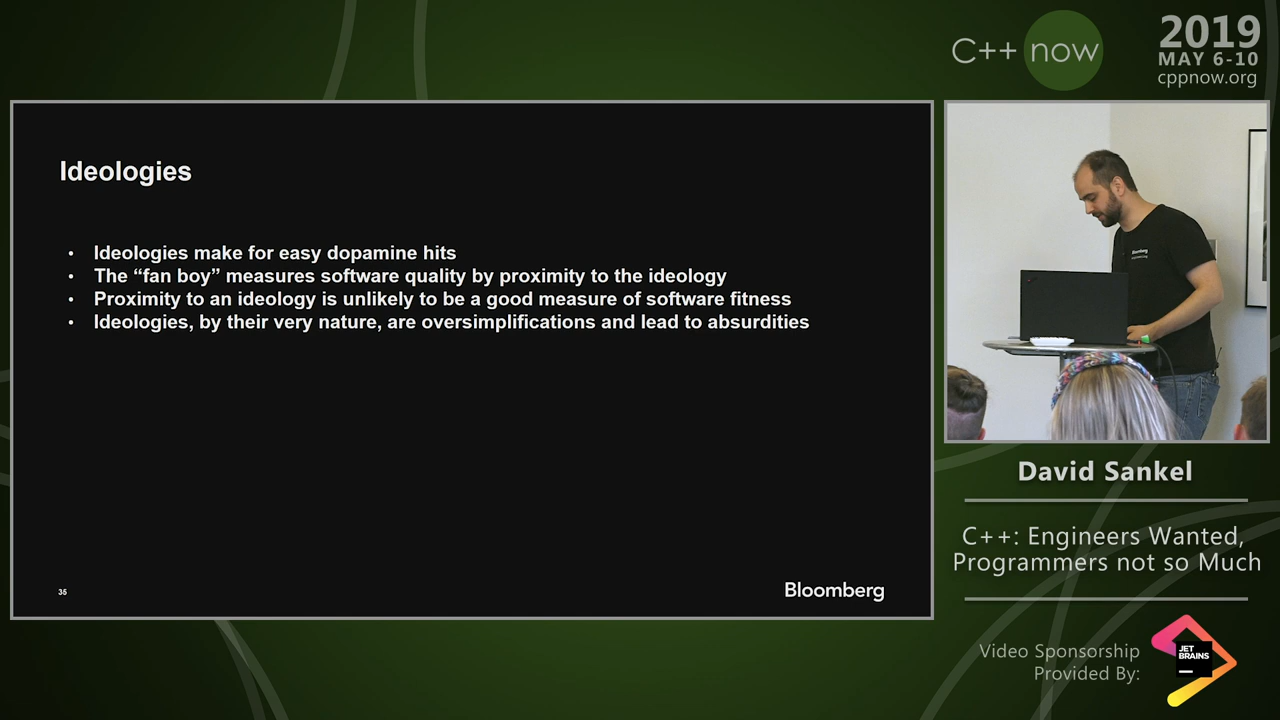 C++ now
2019
MAY 6-10
cppnow.org
Ideologies
• Ideologies make for easy dopamine hits
• The “fan boy” measures software quality by proximity to the ideology
• Proximity to an ideology is unlikely to be a good measure of software fitness
• Ideologies, by their very nature, are oversimplifications and lead to absurdities
35
Bloomberg
Bloomberg
David Sankel
C++: Engineers Wanted,
Programmers not so Much
Video Sponsorship
Provided By:
JET
BRAINS